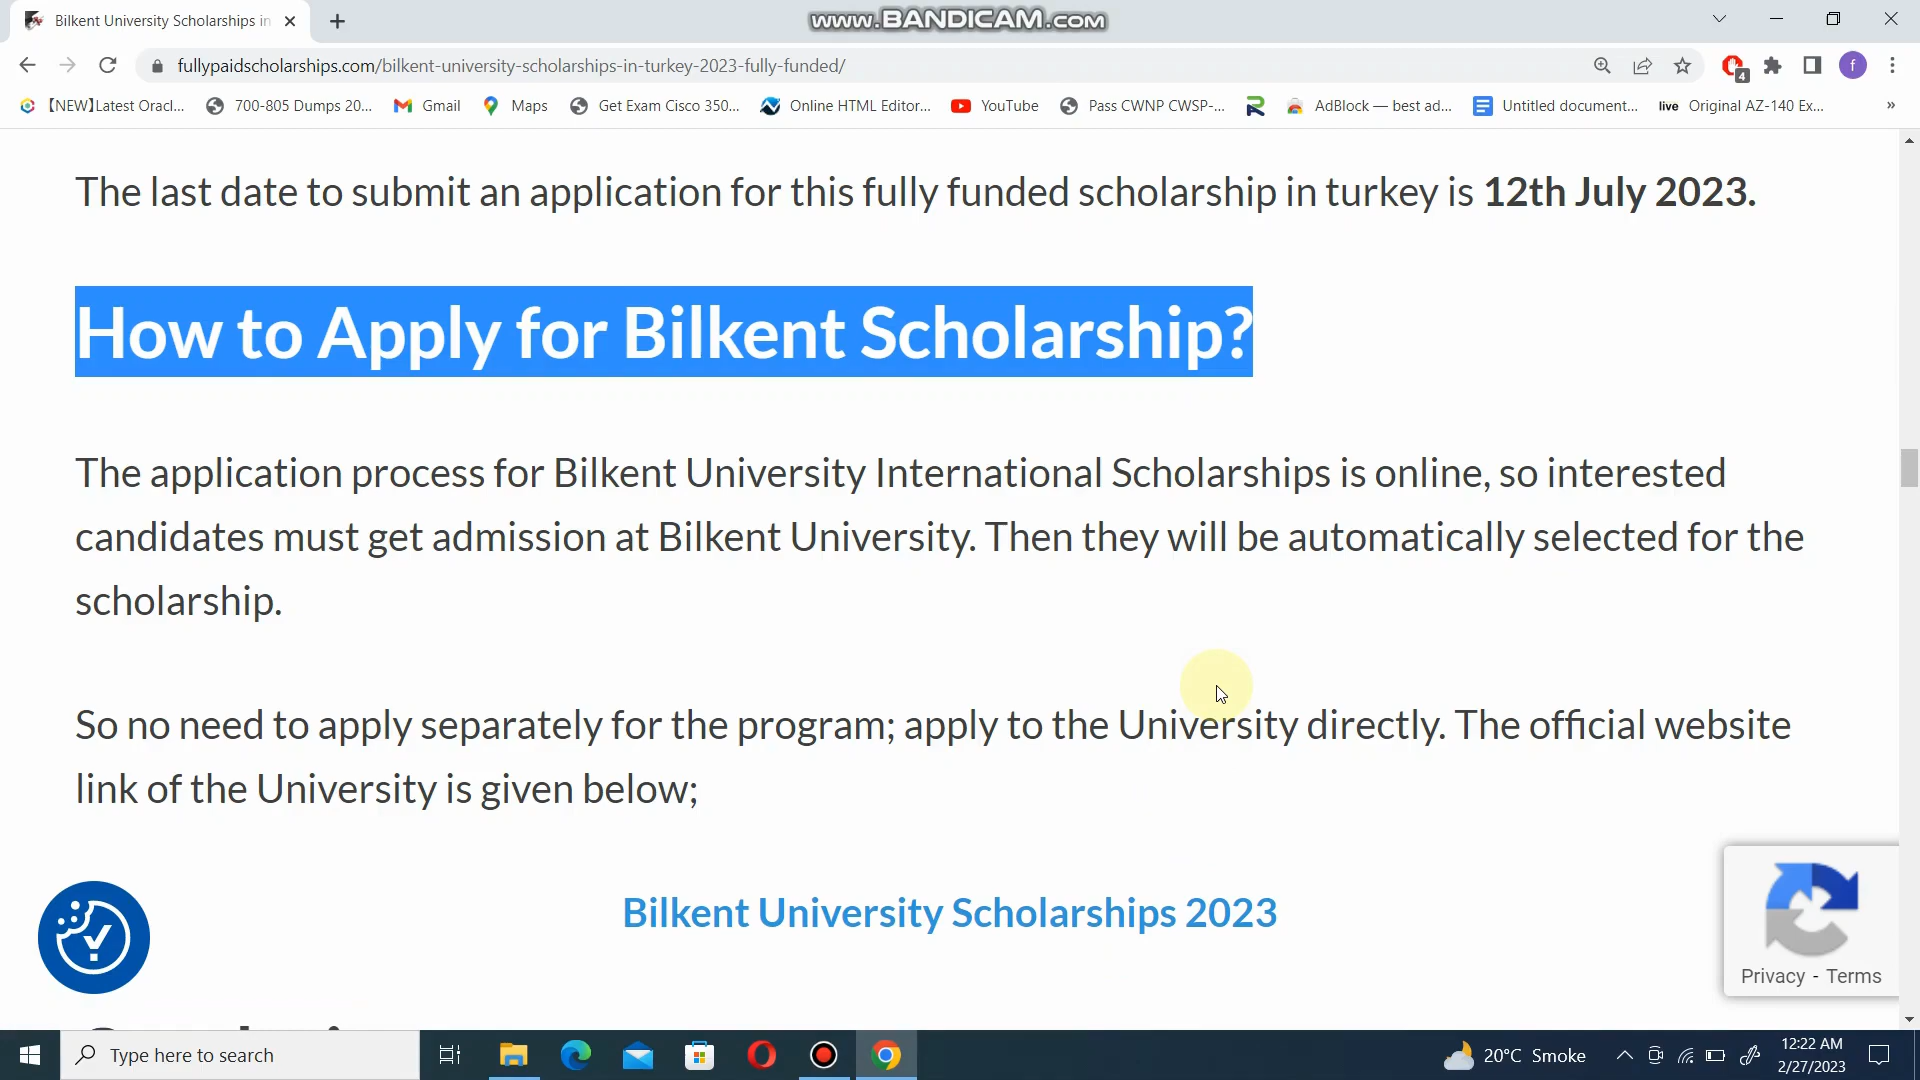 Bilkent University Scholarships in
www.BANDICAM.com
fullypaidscholarships.com/bilkent-university-scholarships-in-turkey-2023-fully-funded/
4
f
【NEW】Latest Oracl...
700-805 Dumps 20...
Gmail
Maps
Get Exam Cisco 350...
Online HTML Editor...
YouTube
Pass CWNP CWSP-...
AdBlock — best ad...
Untitled document...
live
Original AZ-140 Ex...
»
The last date to submit an application for this fully funded scholarship in turkey is 12th July 2023.
How to Apply for Bilkent Scholarship?
The application process for Bilkent University International Scholarships is online, so interested
candidates must get admission at Bilkent University. Then they will be automatically selected for the
scholarship.
So no need to apply separately for the program; apply to the University directly. The official website
link of the University is given below;
Bilkent University Scholarships 2023
Privacy - Terms
Type here to search
20°C Smoke
12:22 AM
2/27/2023